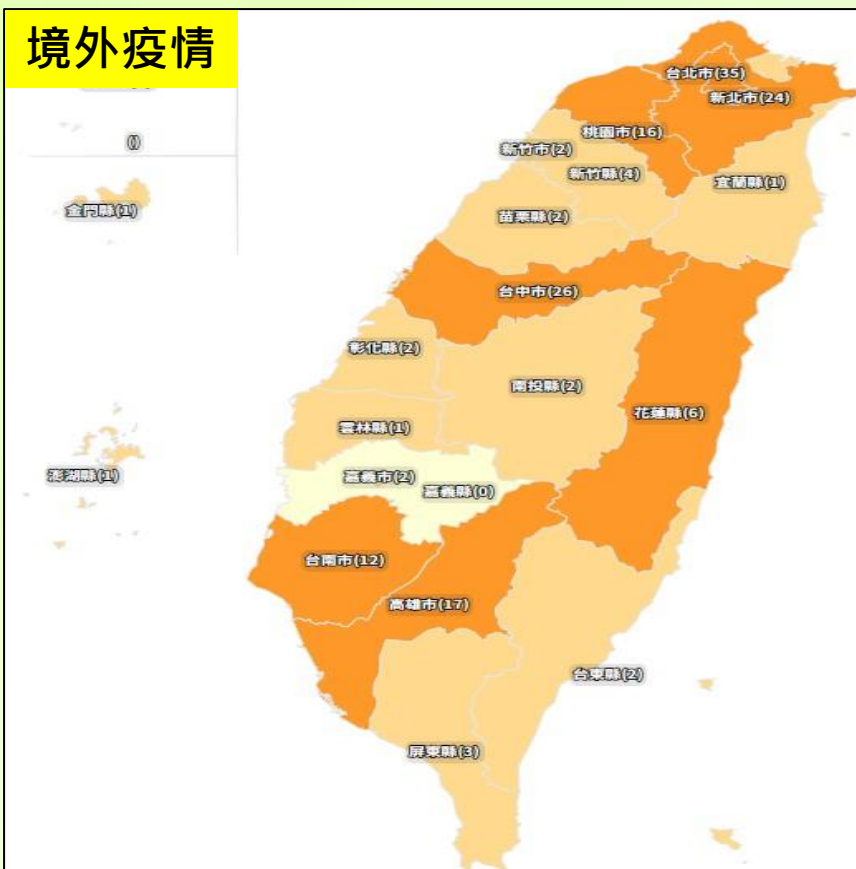 境外疫情
台北市(35)
新北市(24)
桃園市(16)
新竹市(2)
新竹縣(4)
宜蘭縣(1)
金門縣(1)
苗栗縣(2)
台中市(26)
彰化縣(2)
南投縣(2)
花蓮縣(6)
雲林縣(1)
澎湖縣(1)
嘉義市(2)
嘉義縣(0)
台南市(12)
高雄市(17)
台東縣(2)
屏東縣(3)